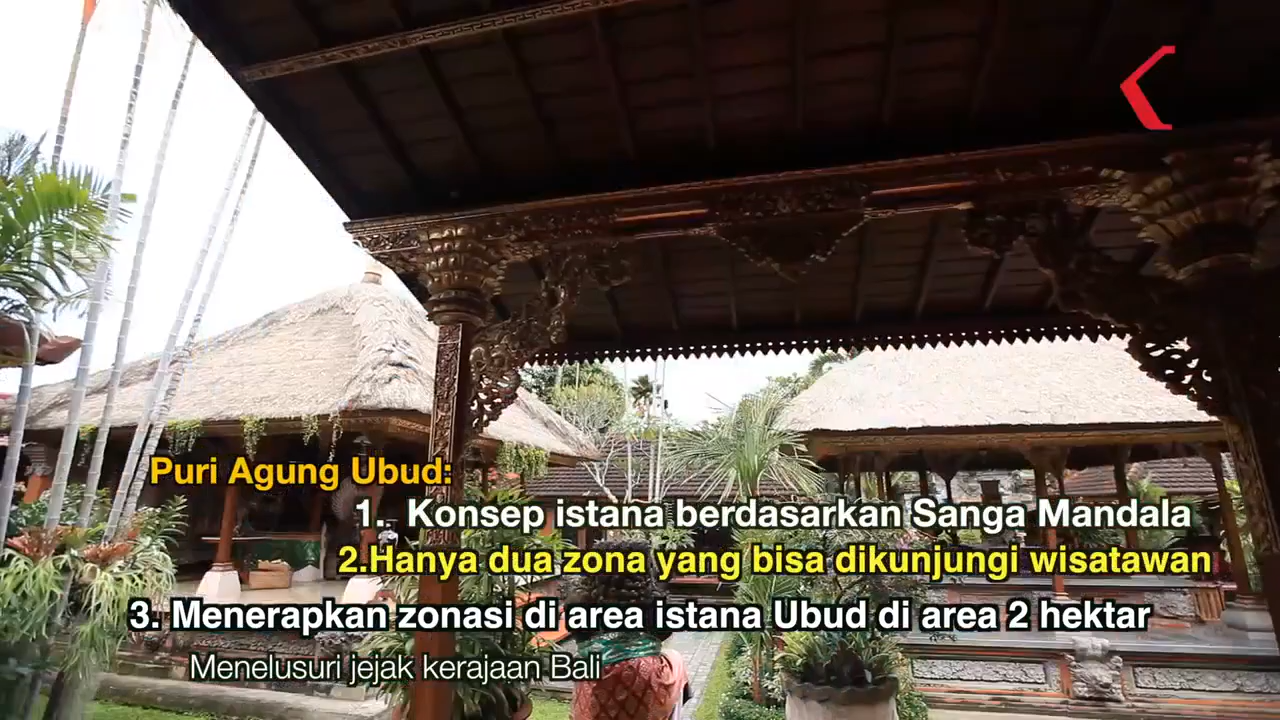 Puri Agung Ubud:
1. Konsep istana berdasarkan Sanga Mandala
2.Hanya dua zona yang bisa dikunjungi wisatawan
3. Menerapkan zonasi di area istana Ubud di area 2 hektar
Menelusuri jejak kerajaan Bali